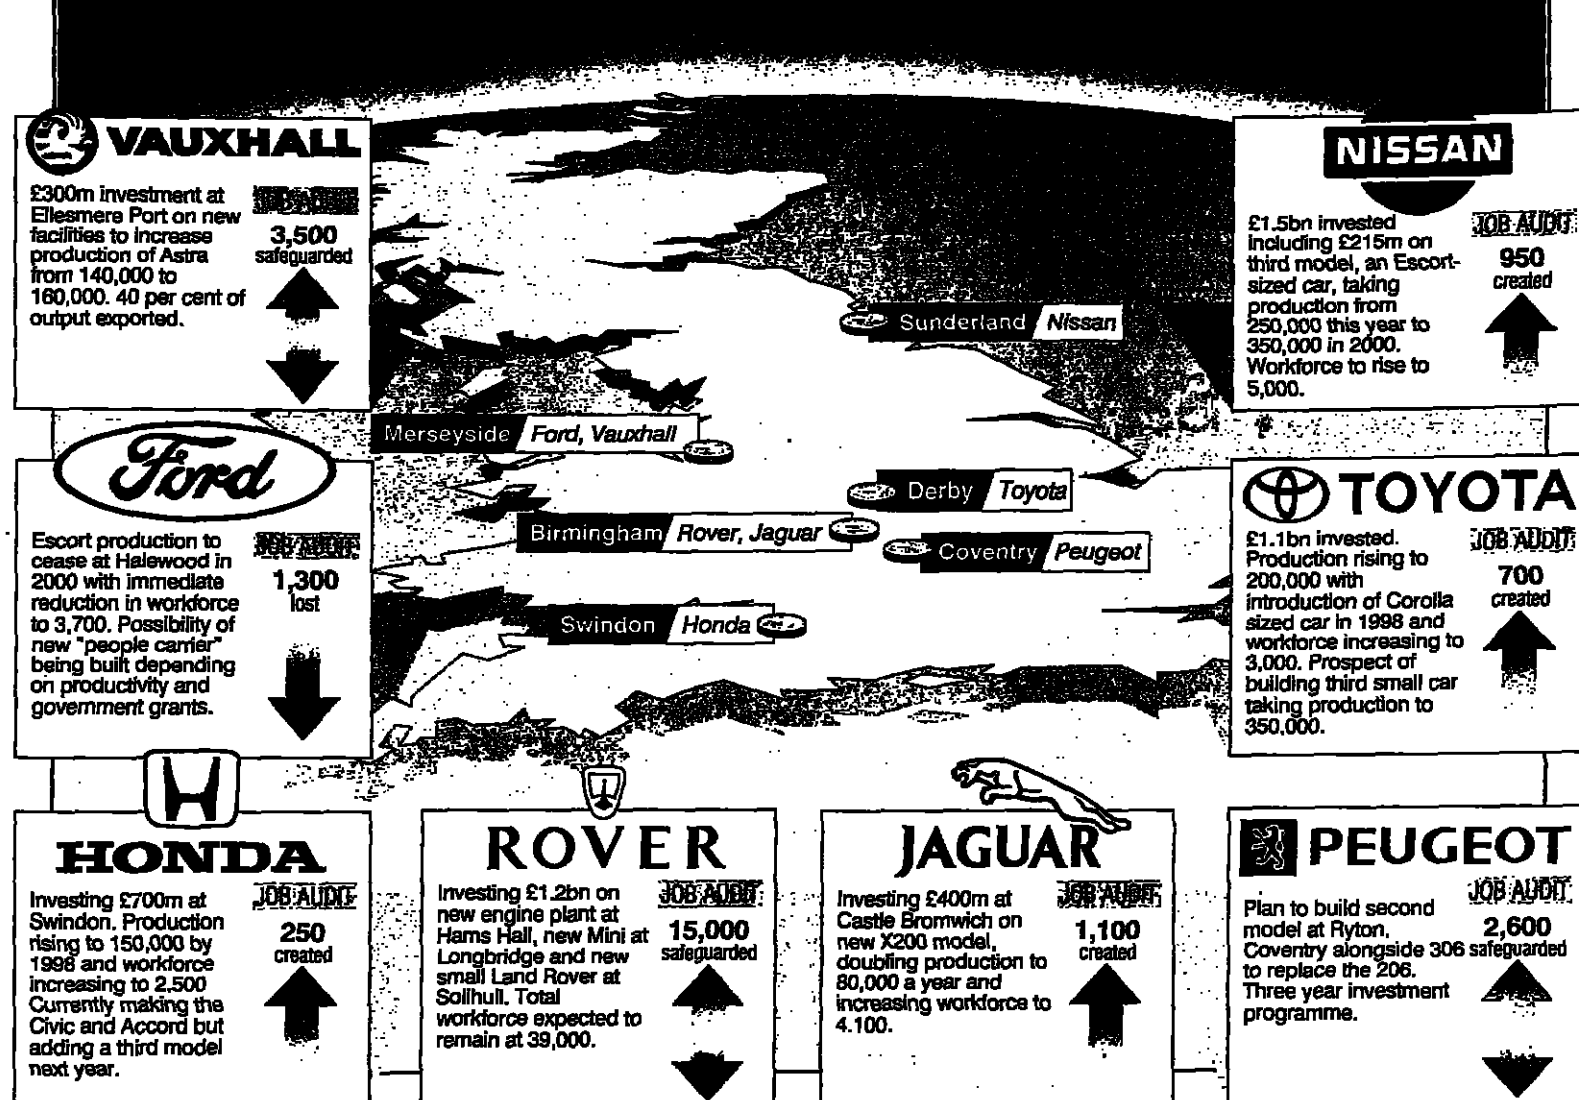 VAUXHALL
£300m investment at
Ellesmere Port on new
facilities to increase
production of Astra
from 140,000 to
160,000. 40 per cent of
output exported.
JOB AUDIT
3,500
safeguarded
NISSAN
£1.5bn invested
including £215m on
third model, an Escort-
sized car, taking
production from
250,000 this year to
350,000 in 2000.
Workforce to rise to
5,000.
JOB AUDIT
950
created
Sunderland Nissan
Merseyside Ford, Vauxhall
Derby Toyota
Birmingham Rover, Jaguar
Coventry Peugeot
Swindon Honda
Ford
Escort production to
cease at Halewood in
2000 with immediate
reduction in workforce
to 3,700. Possibility of
new "people carrier"
being built depending
on productivity and
government grants.
JOB AUDIT
1,300
lost
TOYOTA
£1.1bn invested.
Production rising to
200,000 with
introduction of Corolla
sized car in 1998 and
workforce increasing to
3,000. Prospect of
building third small car
taking production to
350,000.
JOB AUDIT
700
created
HONDA
Investing £700m at
Swindon. Production
rising to 150,000 by
1998 and workforce
increasing to 2,500
Currently making the
Civic and Accord but
adding a third model
next year.
JOB AUDIT
250
created
ROVER
Investing £1.2bn on
new engine plant at
Hams Hall, new Mini at
Longbridge and new
small Land Rover at
Solihull. Total
workforce expected to
remain at 39,000.
JOB AUDIT
15,000
safeguarded
JAGUAR
Investing £400m at
Castle Bromwich on
new X200 model,
doubling production to
80,000 a year and
increasing workforce to
4.100.
JOB AUDIT
1,100
created
PEUGEOT
Plan to build second
model at Ryton,
Coventry alongside 306
to replace the 206.
Three year investment
programme.
JOB AUDIT
2,600
safeguarded